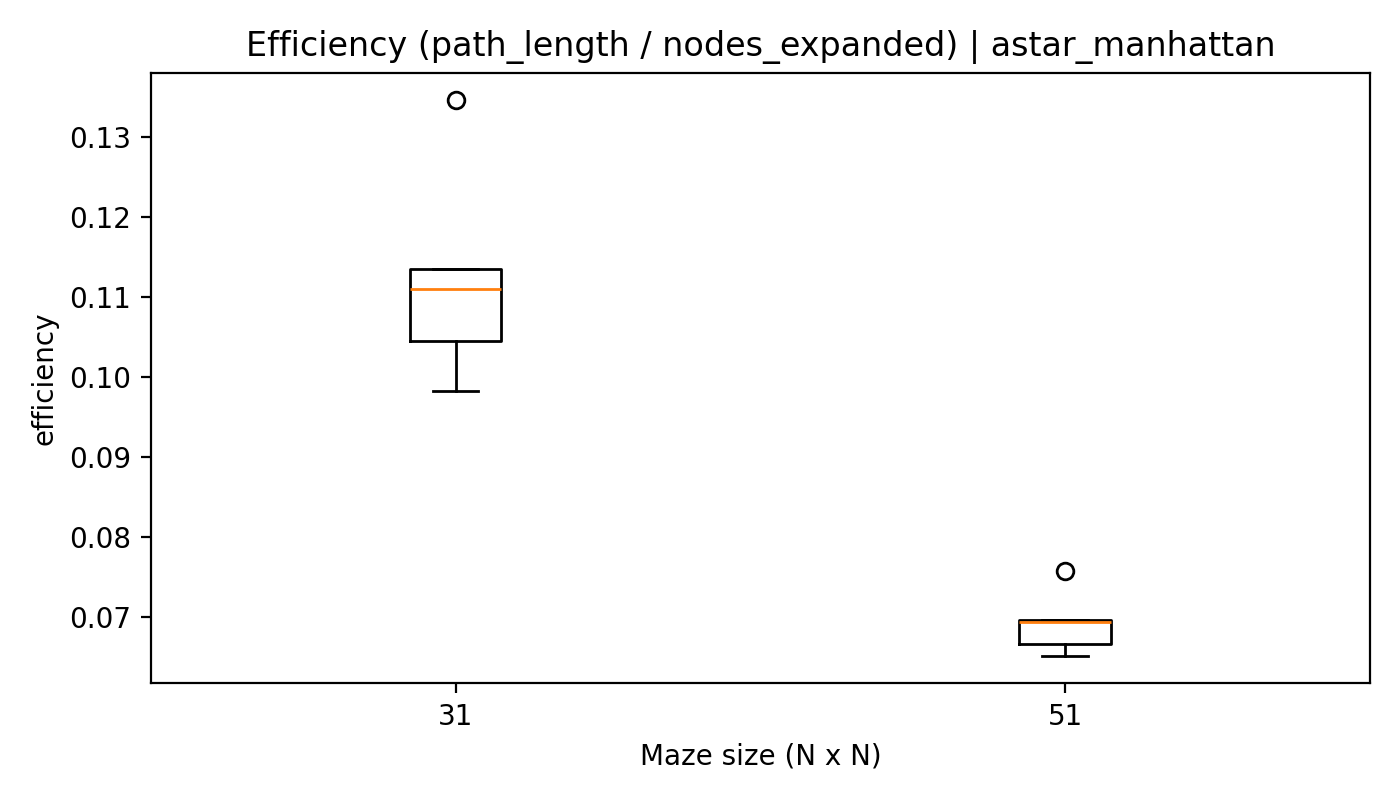 Efficiency (path_length / nodes_expanded) | astar_manhattan
efficiency
0.13
0.12
0.11
0.10
0.09
0.08
0.07
31 51
Maze size (N x N)